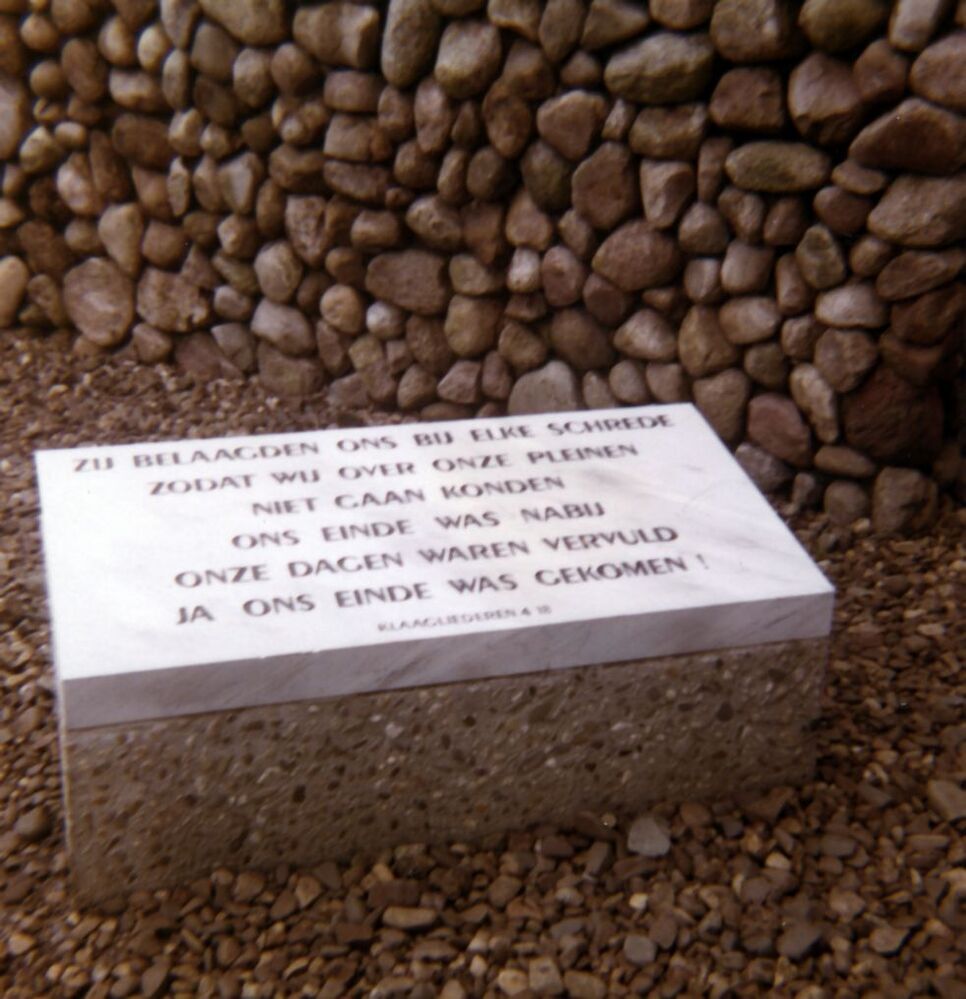 ZIJ BELAAGDEN ONS BIJ ELKE SCHREDE
ZODAT WIJ OVER ONZE PLEINEN
NIET GAAN KONDEN
ONS EINDE WAS NABIJ
ONZE DAGEN WAREN VERVULD
JA ONS EINDE WAS GEKOMEN !
KLAAGLIEDEREN 4 18